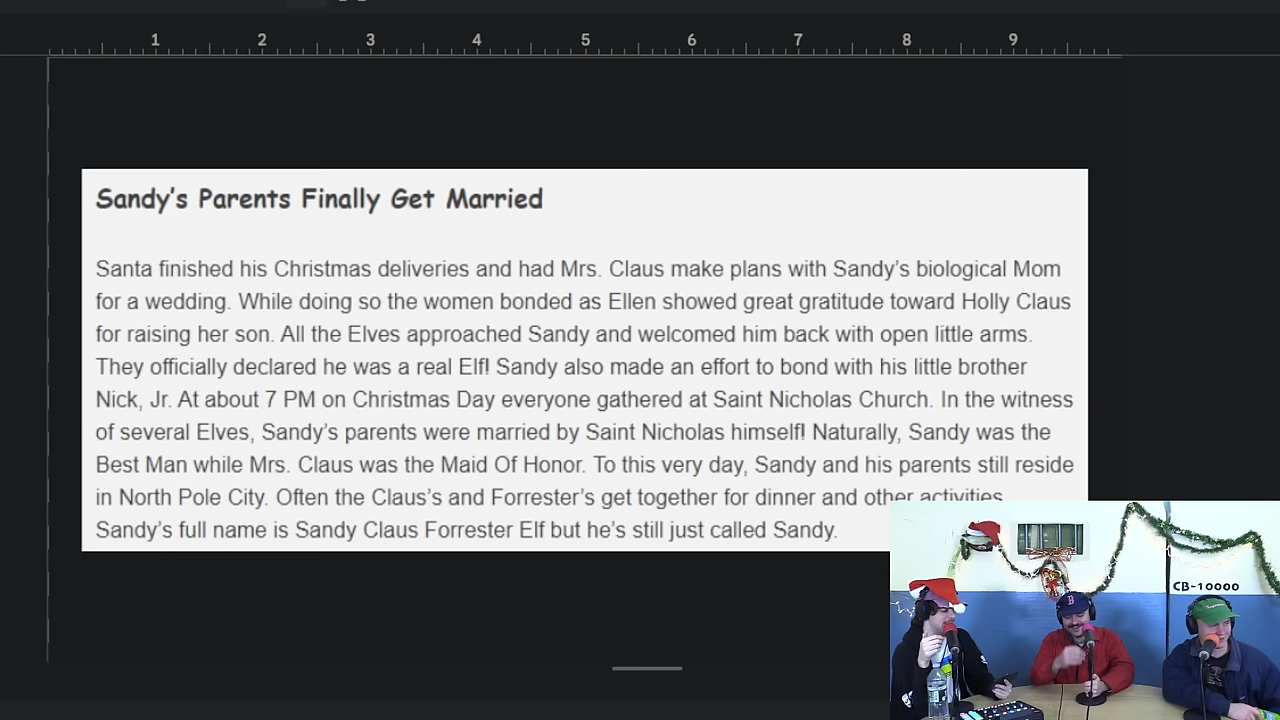 1 2 3 4 5 6 7 8 9
Sandy's Parents Finally Get Married
Santa finished his Christmas deliveries and had Mrs. Claus make plans with Sandy's biological Mom
for a wedding. While doing so the women bonded as Ellen showed great gratitude toward Holly Claus
for raising her son. All the Elves approached Sandy and welcomed him back with open little arms.
They officially declared he was a real Elf! Sandy also made an effort to bond with his little brother
Nick, Jr. At about 7 PM on Christmas Day everyone gathered at Saint Nicholas Church. In the witness
of several Elves, Sandy's parents were married by Saint Nicholas himself! Naturally, Sandy was the
Best Man while Mrs. Claus was the Maid Of Honor. To this very day, Sandy and his parents still reside
in North Pole City. Often the Claus's and Forrester's get together for dinner and other activities
Sandy's full name is Sandy Claus Forrester Elf but he's still just called Sandy.
CB-10000
B